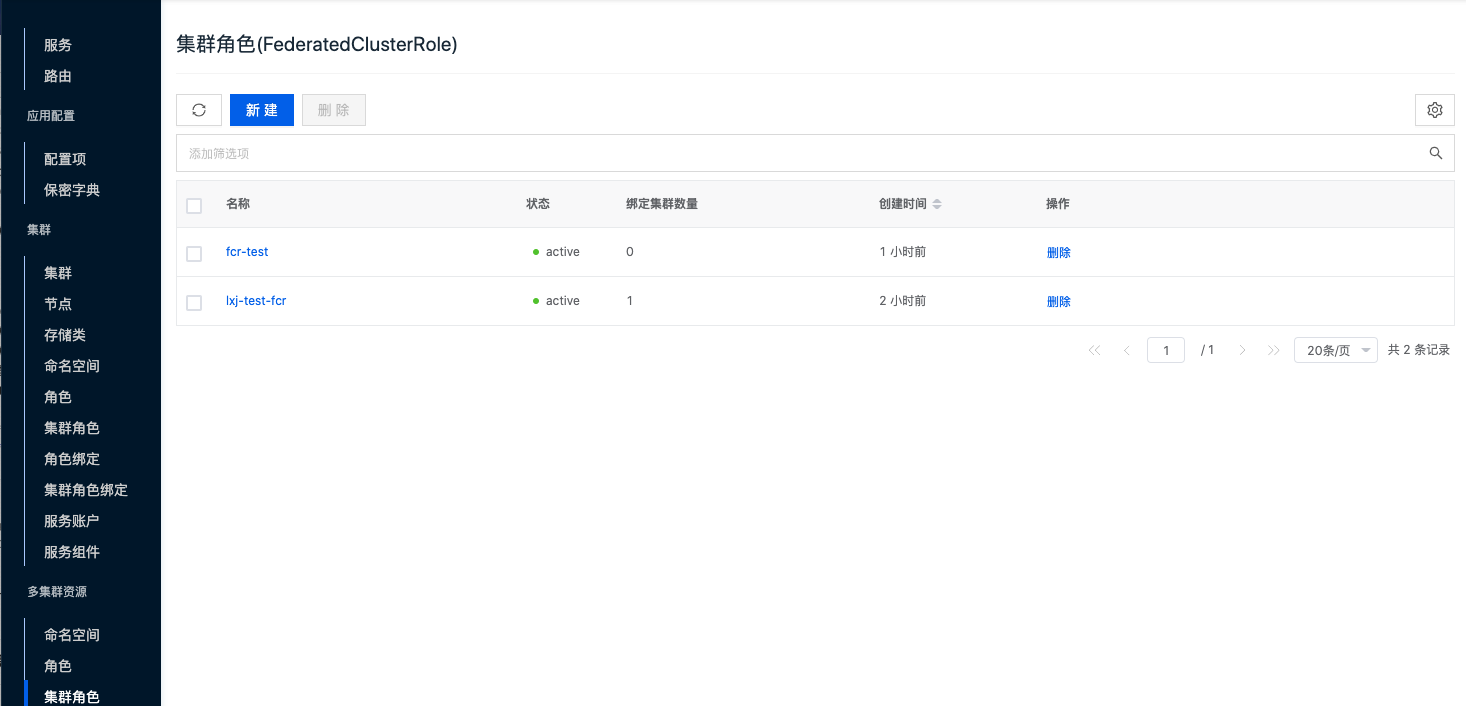 服务
路由
应用配置
配置项
保密字典
集群
集群
节点
存储类
命名空间
角色
集群角色
角色绑定
集群角色绑定
服务账户
服务组件
多集群资源
命名空间
角色
集群角色
集群角色(FederatedClusterRole)
新 建 删 除
添加筛选项
名称 状态 绑定集群数量 创建时间 操作
fcr-test active 0 1 小时前 删除
lxj-test-fcr active 1 2 小时前 删除
1 / 1 20条/页 共 2 条记录